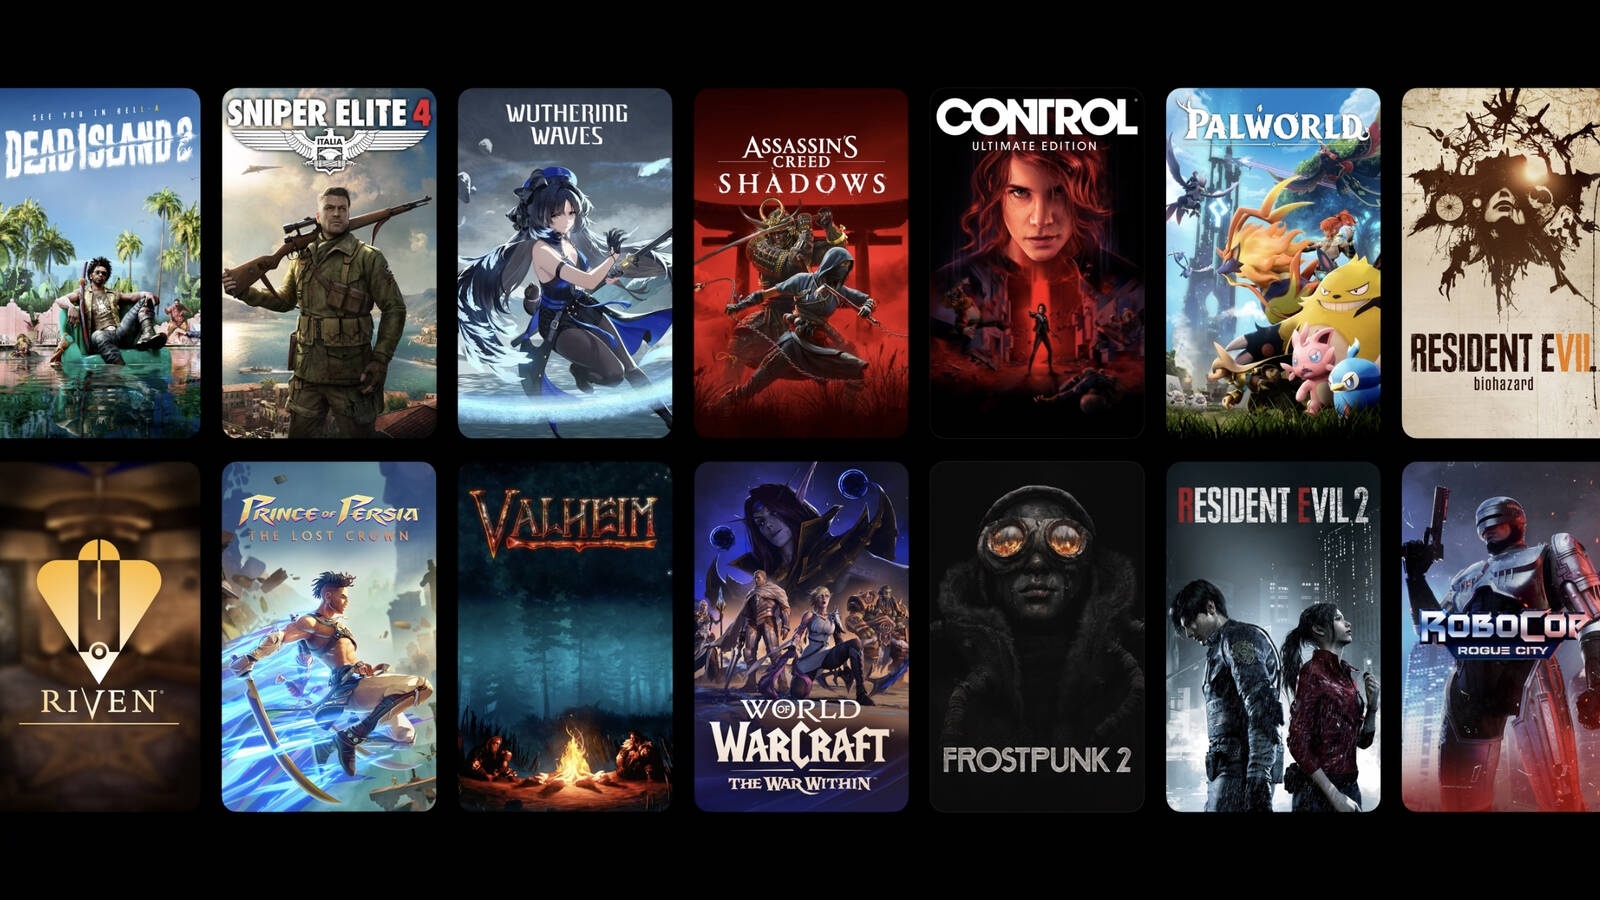 SEE YOU IN HELL-A
DEAD ISLAND 2
SNIPER ELITE 4
ITALIA
WUTHERING
WAVES
ASSASSIN'S
CREED
SHADOWS
CONTROL
ULTIMATE EDITION
PALWORLD
RESIDENT EVIL
biohazard
RIVEN
PRINCE OF PERSIA
THE LOST CROWN
VALHEIM
WORLD
OF
WARCRAFT
THE WAR WITHIN
FROSTPUNK 2
RESIDENT EVIL 2
ROBOCOP
ROGUE CITY